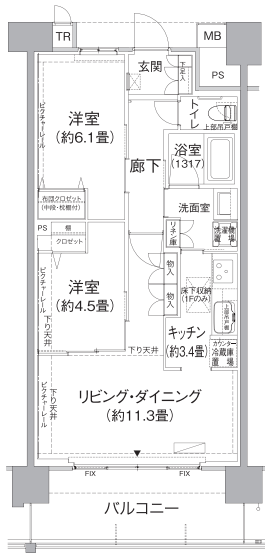 TR
MB
玄関
下足入
PS
トイレ
上部吊戸棚
ピクチャーレール
洋室
(約6.1畳)
廊下
浴室
(1317)
洗面室
布団クロゼット
(中段・枕棚付)
リネン庫
洗濯機
置場
PS
棚
クロゼット
物入
物入
床下収納
(1Fのみ)
上部吊戸棚
ピクチャーレール
洋室
(約4.5畳)
下り天井
キッチン
(約3.4畳)
カウンター
冷蔵庫
置場
下り天井
下り天井
ピクチャーレール
リビング・ダイニング
(約11.3畳)
FIX
FIX
バルコニー